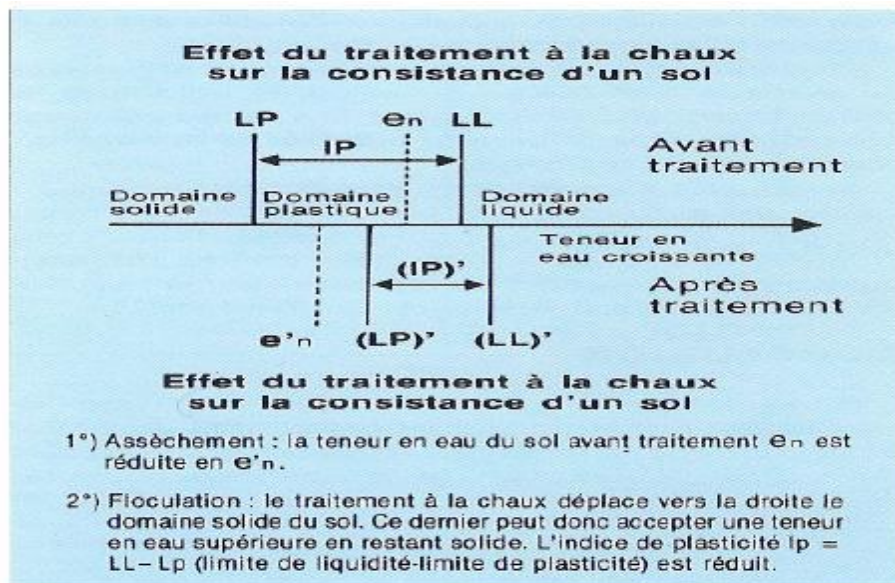 Effet du traitement à la chaux
sur la consistance d'un sol
LP
en
LL
IP
Avant
traitement
Domaine
solide
Domaine
plastique
Domaine
liquide
Teneur en
eau croissante
(IP)'
Après
traitement
e'n
(LP)'
(LL)'
Effet du traitement à la chaux
sur la consistance d'un sol
1°) Assèchement : la teneur en eau du sol avant traitement en est
réduite en e'n.
2°) Floculation : le traitement à la chaux déplace vers la droite le
domaine solide du sol. Ce dernier peut donc accepter une teneur
en eau supérieure en restant solide. L'indice de plasticité Ip =
LL– Lp (limite de liquidité-limite de plasticité) est réduit.